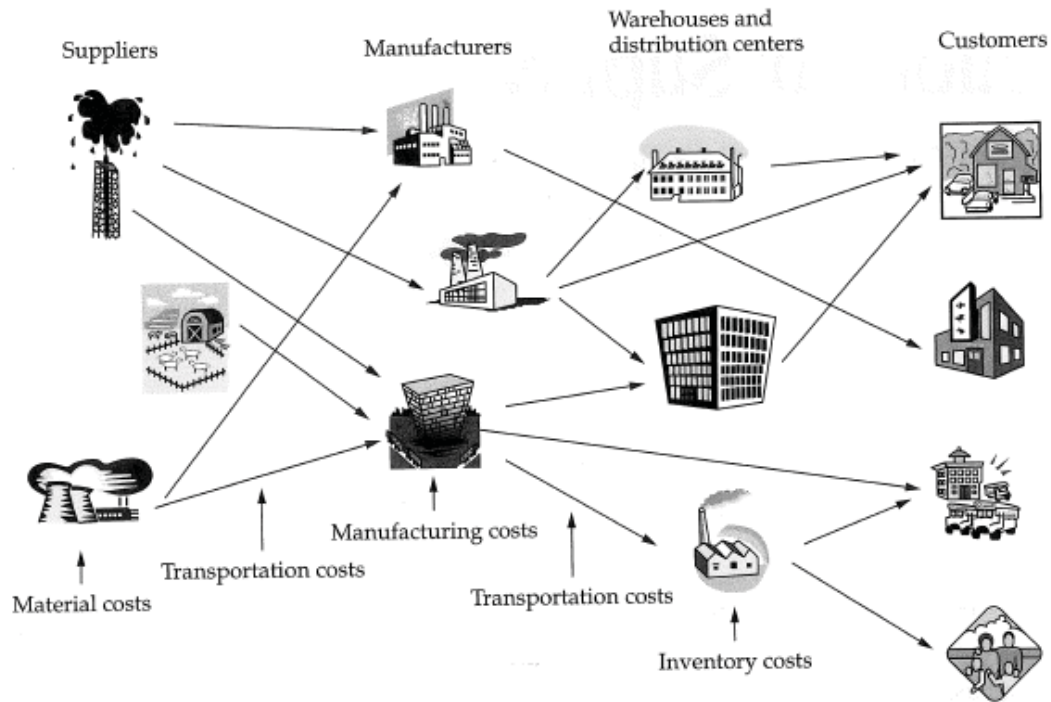 Suppliers
Manufacturers
Warehouses and
distribution centers
Customers
Manufacturing costs
Transportation costs
Material costs
Transportation costs
Inventory costs